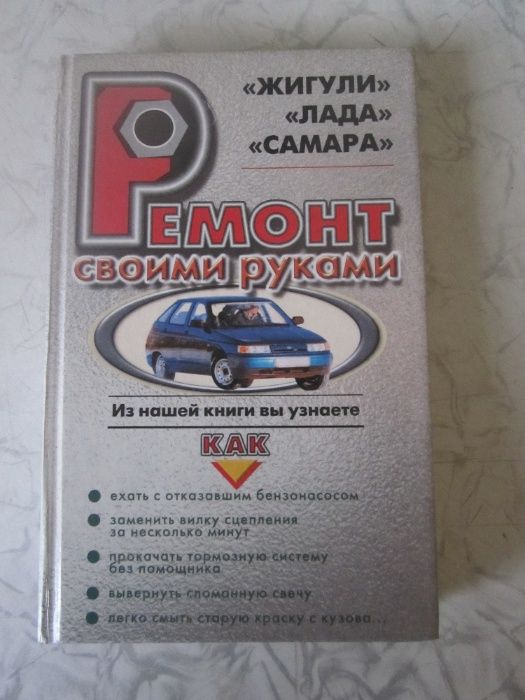 «ЖИГУЛИ»
«ЛАДА»
«САМАРА»
РЕМОНТ
СВОИМИ РУКАМИ
Из нашей книги вы узнаете
КАК
ехать с отказавшим бензонасосом
заменить вилку сцепления
за несколько минут
прокачать тормозную систему
без помощника
вывернуть сломанную свечу
легко смыть старую краску с кузова...